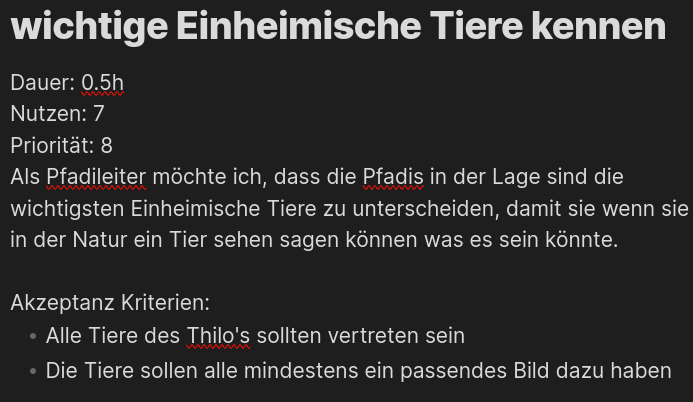 wichtige Einheimische Tiere kennen
Dauer: 0.5h
Nutzen: 7
Priorität: 8
Als Pfadileiter möchte ich, dass die Pfadis in der Lage sind die
wichtigsten Einheimische Tiere zu unterscheiden, damit sie wenn sie
in der Natur ein Tier sehen sagen können was es sein könnte.
Akzeptanz Kriterien:
• Alle Tiere des Thilo's sollten vertreten sein
• Die Tiere sollen alle mindestens ein passendes Bild dazu haben